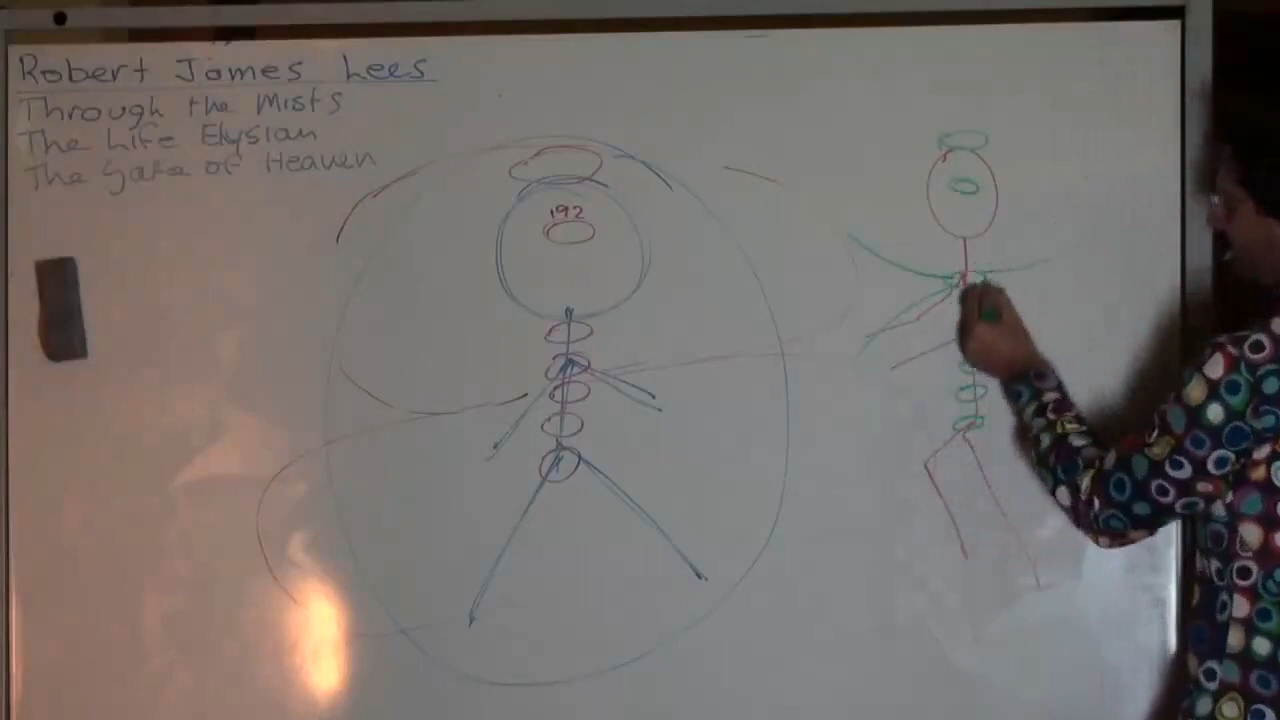 Robert James Lees
Through the Mists
The Life Elysian
The Gate of Heaven
192